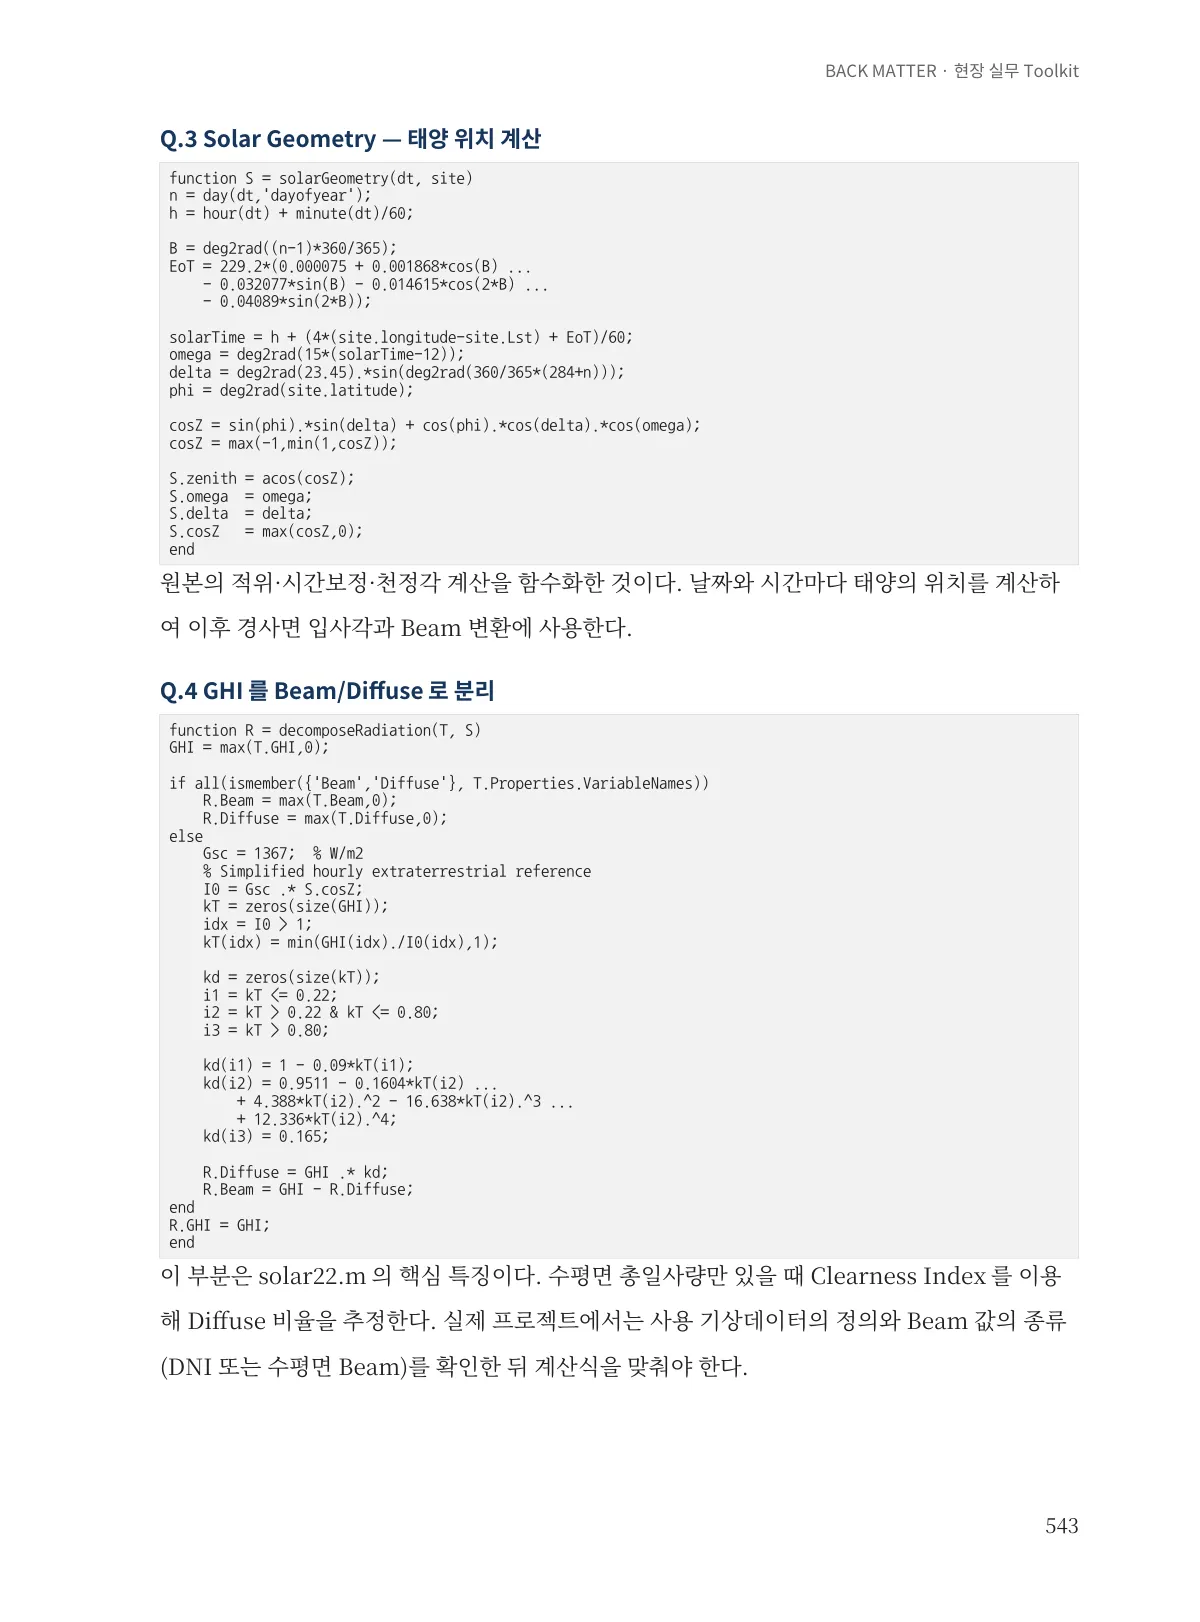 BACK MATTER · 현장 실무 Toolkit
Q.3 Solar Geometry — 태양 위치 계산
function S = solarGeometry(dt, site)
n = day(dt,'dayofyear');
h = hour(dt) + minute(dt)/60;
B = deg2rad((n-1)*360/365);
EoT = 229.2*(0.000075 + 0.001868*cos(B) ...
    - 0.032077*sin(B) - 0.014615*cos(2*B) ...
    - 0.04089*sin(2*B));
solarTime = h + (4*(site.longitude-site.Lst) + EoT)/60;
omega = deg2rad(15*(solarTime-12));
delta = deg2rad(23.45).*sin(deg2rad(360/365*(284+n)));
phi = deg2rad(site.latitude);
cosZ = sin(phi).*sin(delta) + cos(phi).*cos(delta).*cos(omega);
cosZ = max(-1,min(1,cosZ));
S.zenith = acos(cosZ);
S.omega  = omega;
S.delta  = delta;
S.cosZ   = max(cosZ,0);
end
원본의 적위·시간보정·천정각 계산을 함수화한 것이다. 날짜와 시간마다 태양의 위치를 계산하
여 이후 경사면 입사각과 Beam 변환에 사용한다.
Q.4 GHI 를 Beam/Diffuse 로 분리
function R = decomposeRadiation(T, S)
GHI = max(T.GHI,0);
if all(ismember({'Beam','Diffuse'}, T.Properties.VariableNames))
    R.Beam = max(T.Beam,0);
    R.Diffuse = max(T.Diffuse,0);
else
    Gsc = 1367;  % W/m2
    % Simplified hourly extraterrestrial reference
    I0 = Gsc .* S.cosZ;
    kT = zeros(size(GHI));
    idx = I0 > 1;
    kT(idx) = min(GHI(idx)./I0(idx),1);
    kd = zeros(size(kT));
    i1 = kT <= 0.22;
    i2 = kT > 0.22 & kT <= 0.80;
    i3 = kT > 0.80;
    kd(i1) = 1 - 0.09*kT(i1);
    kd(i2) = 0.9511 - 0.1604*kT(i2) ...
        + 4.388*kT(i2).^2 - 16.638*kT(i2).^3 ...
        + 12.336*kT(i2).^4;
    kd(i3) = 0.165;
    R.Diffuse = GHI .* kd;
    R.Beam = GHI - R.Diffuse;
end
R.GHI = GHI;
end
이 부분은 solar22.m 의 핵심 특징이다. 수평면 총일사량만 있을 때 Clearness Index 를 이용
해 Diffuse 비율을 추정한다. 실제 프로젝트에서는 사용 기상데이터의 정의와 Beam 값의 종류
(DNI 또는 수평면 Beam)를 확인한 뒤 계산식을 맞춰야 한다.
543